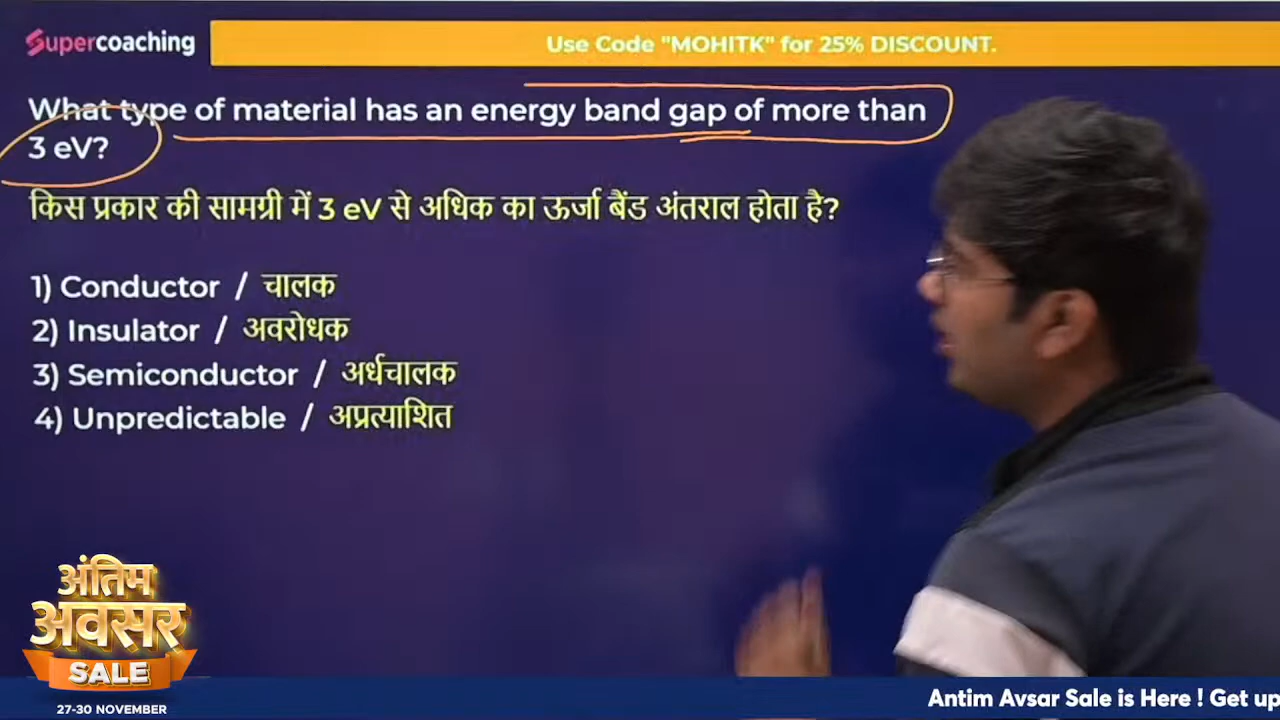 Supercoaching
Use Code "MOHITK" for 25% DISCOUNT.
What type of material has an energy band gap of more than
3 eV?
किस प्रकार की सामग्री में 3 eV से अधिक का ऊर्जा बैंड अंतराल होता है?
1) Conductor / चालक
2) Insulator / अवरोधक
3) Semiconductor / अर्धचालक
4) Unpredictable / अप्रत्याशित
अंतिम
अवसर
SALE
27-30 NOVEMBER
Antim Avsar Sale is Here ! Get up